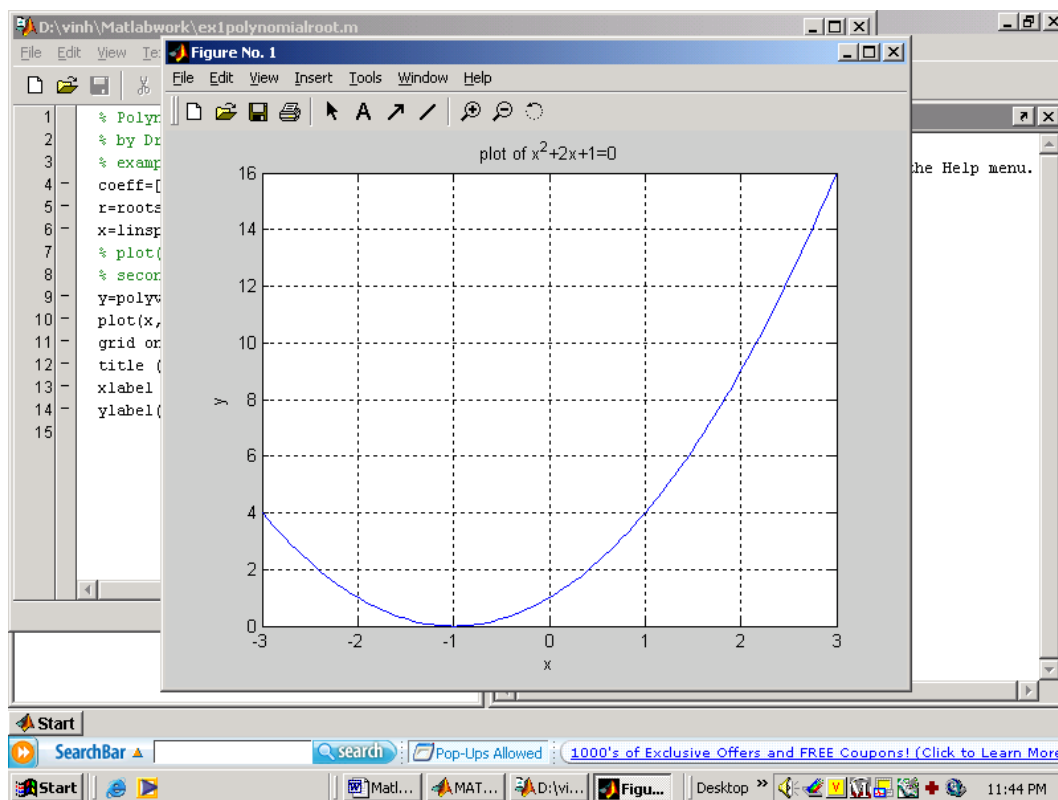 D:\vinh\Matlabwork\ex1polynomialroot.m
File Edit View Te
Figure No. 1
File Edit View Insert Tools Window Help
1 % Polyn
2 % by Dr
3 % examp
4 - coeff=[
5 - r=roots
6 - x=linsp
7 % plot(
8 % secon
9 - y=polyv
10 - plot(x,
11 - grid on
12 - title (
13 - xlabel
14 - ylabel(
15
he Help menu.
plot of x²+2x+1=0
16
14
12
10
8
6
4
2
0
y
-3 -2 -1 0 1 2 3
x
Start
SearchBar search Pop-Ups Allowed 1000's of Exclusive Offers and FREE Coupons! (Click to Learn More
Start Matl... MAT... D:\vi... Figu... Desktop » V 11:44 PM